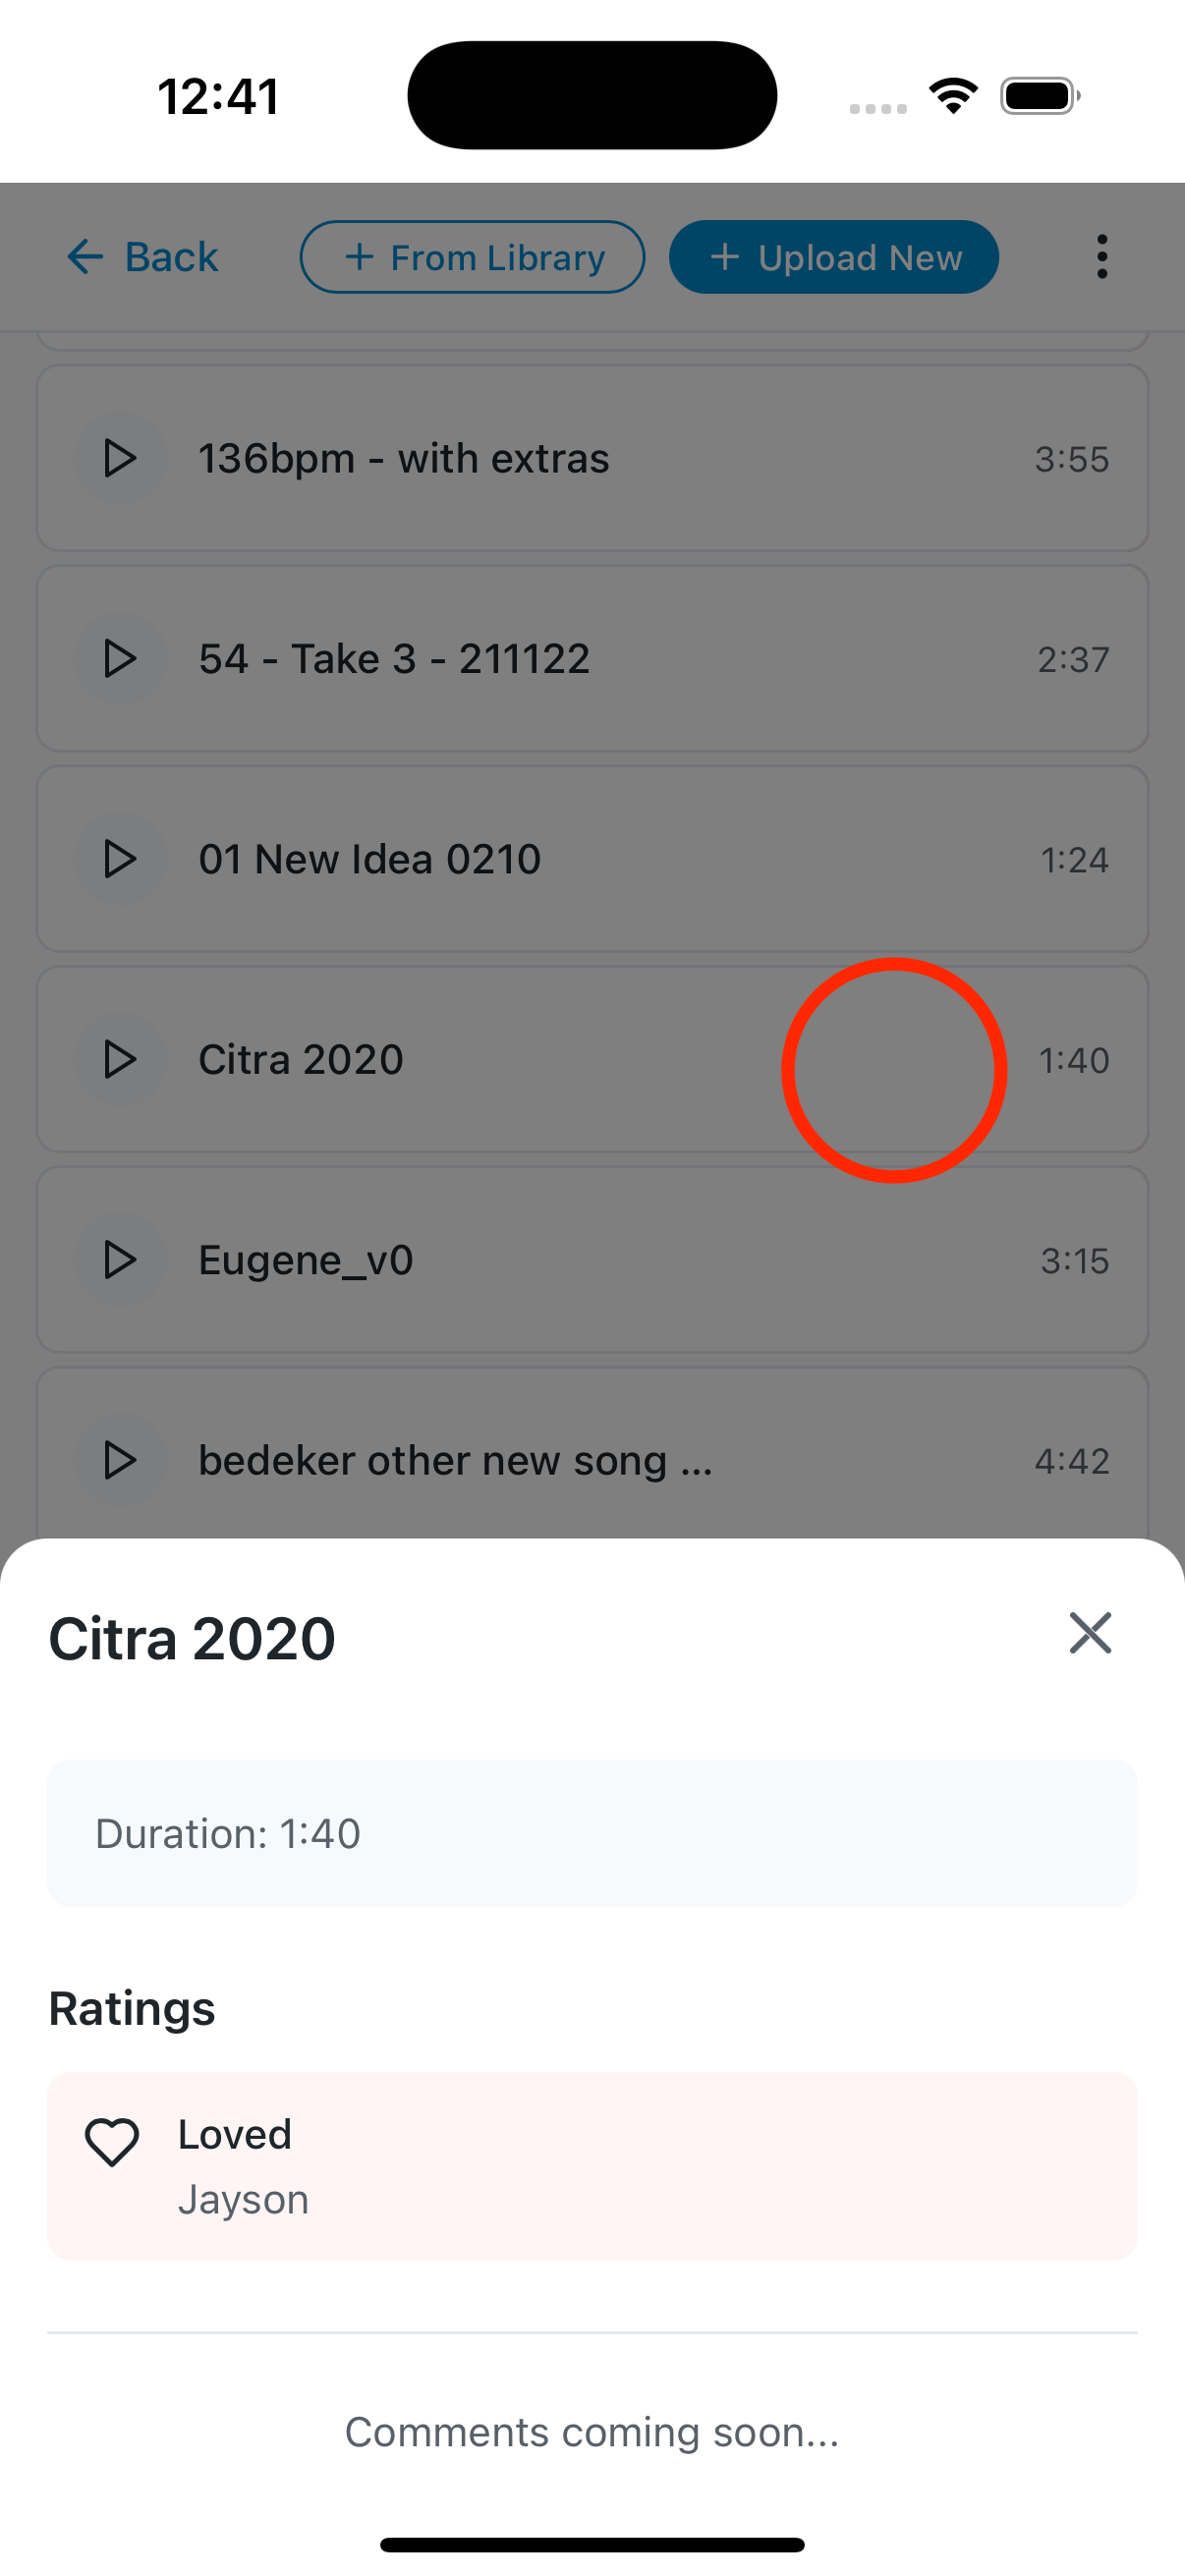 12:41
Back
From Library
Upload New
136bpm - with extras
3:55
54 - Take 3 - 211122
2:37
01 New Idea 0210
1:24
Citra 2020
1:40
Eugene_v0
3:15
bedeker other new song ...
4:42
Citra 2020
Duration: 1:40
Ratings
Loved
Jayson
Comments coming soon...